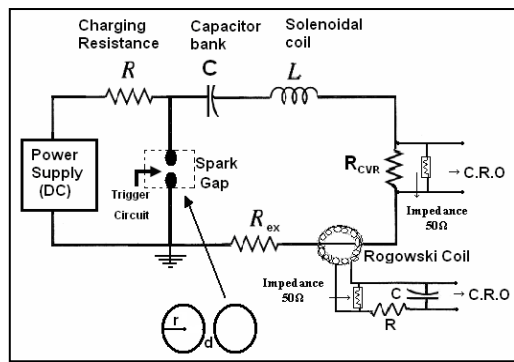 Charging
Resistance
R
Capacitor
bank
C
Solenoidal
coil
L
Power
Supply
(DC)
Trigger
Circuit
Spark
Gap
R_CVR
→ C.R.O
Impedance
50Ω
R_ex
Rogowski Coil
Impedance
50Ω
C
→ C.R.O
R
r
d